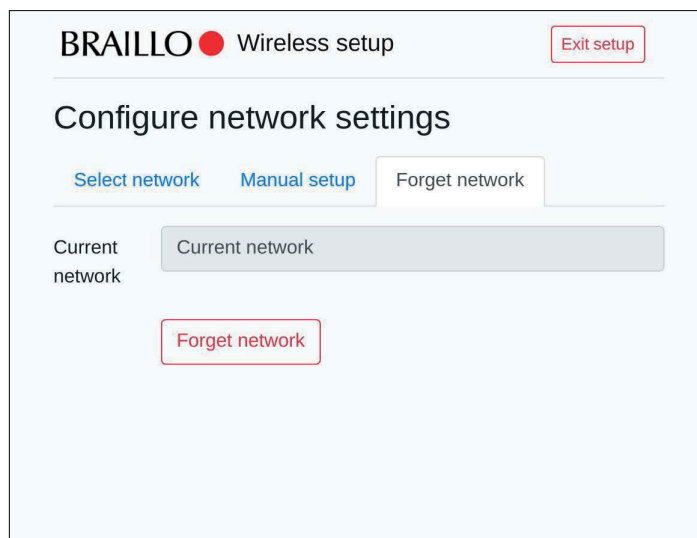 BRAILLO Wireless setup Exit setup
Configure network settings
Select network Manual setup Forget network
Current network
Current network
Forget network